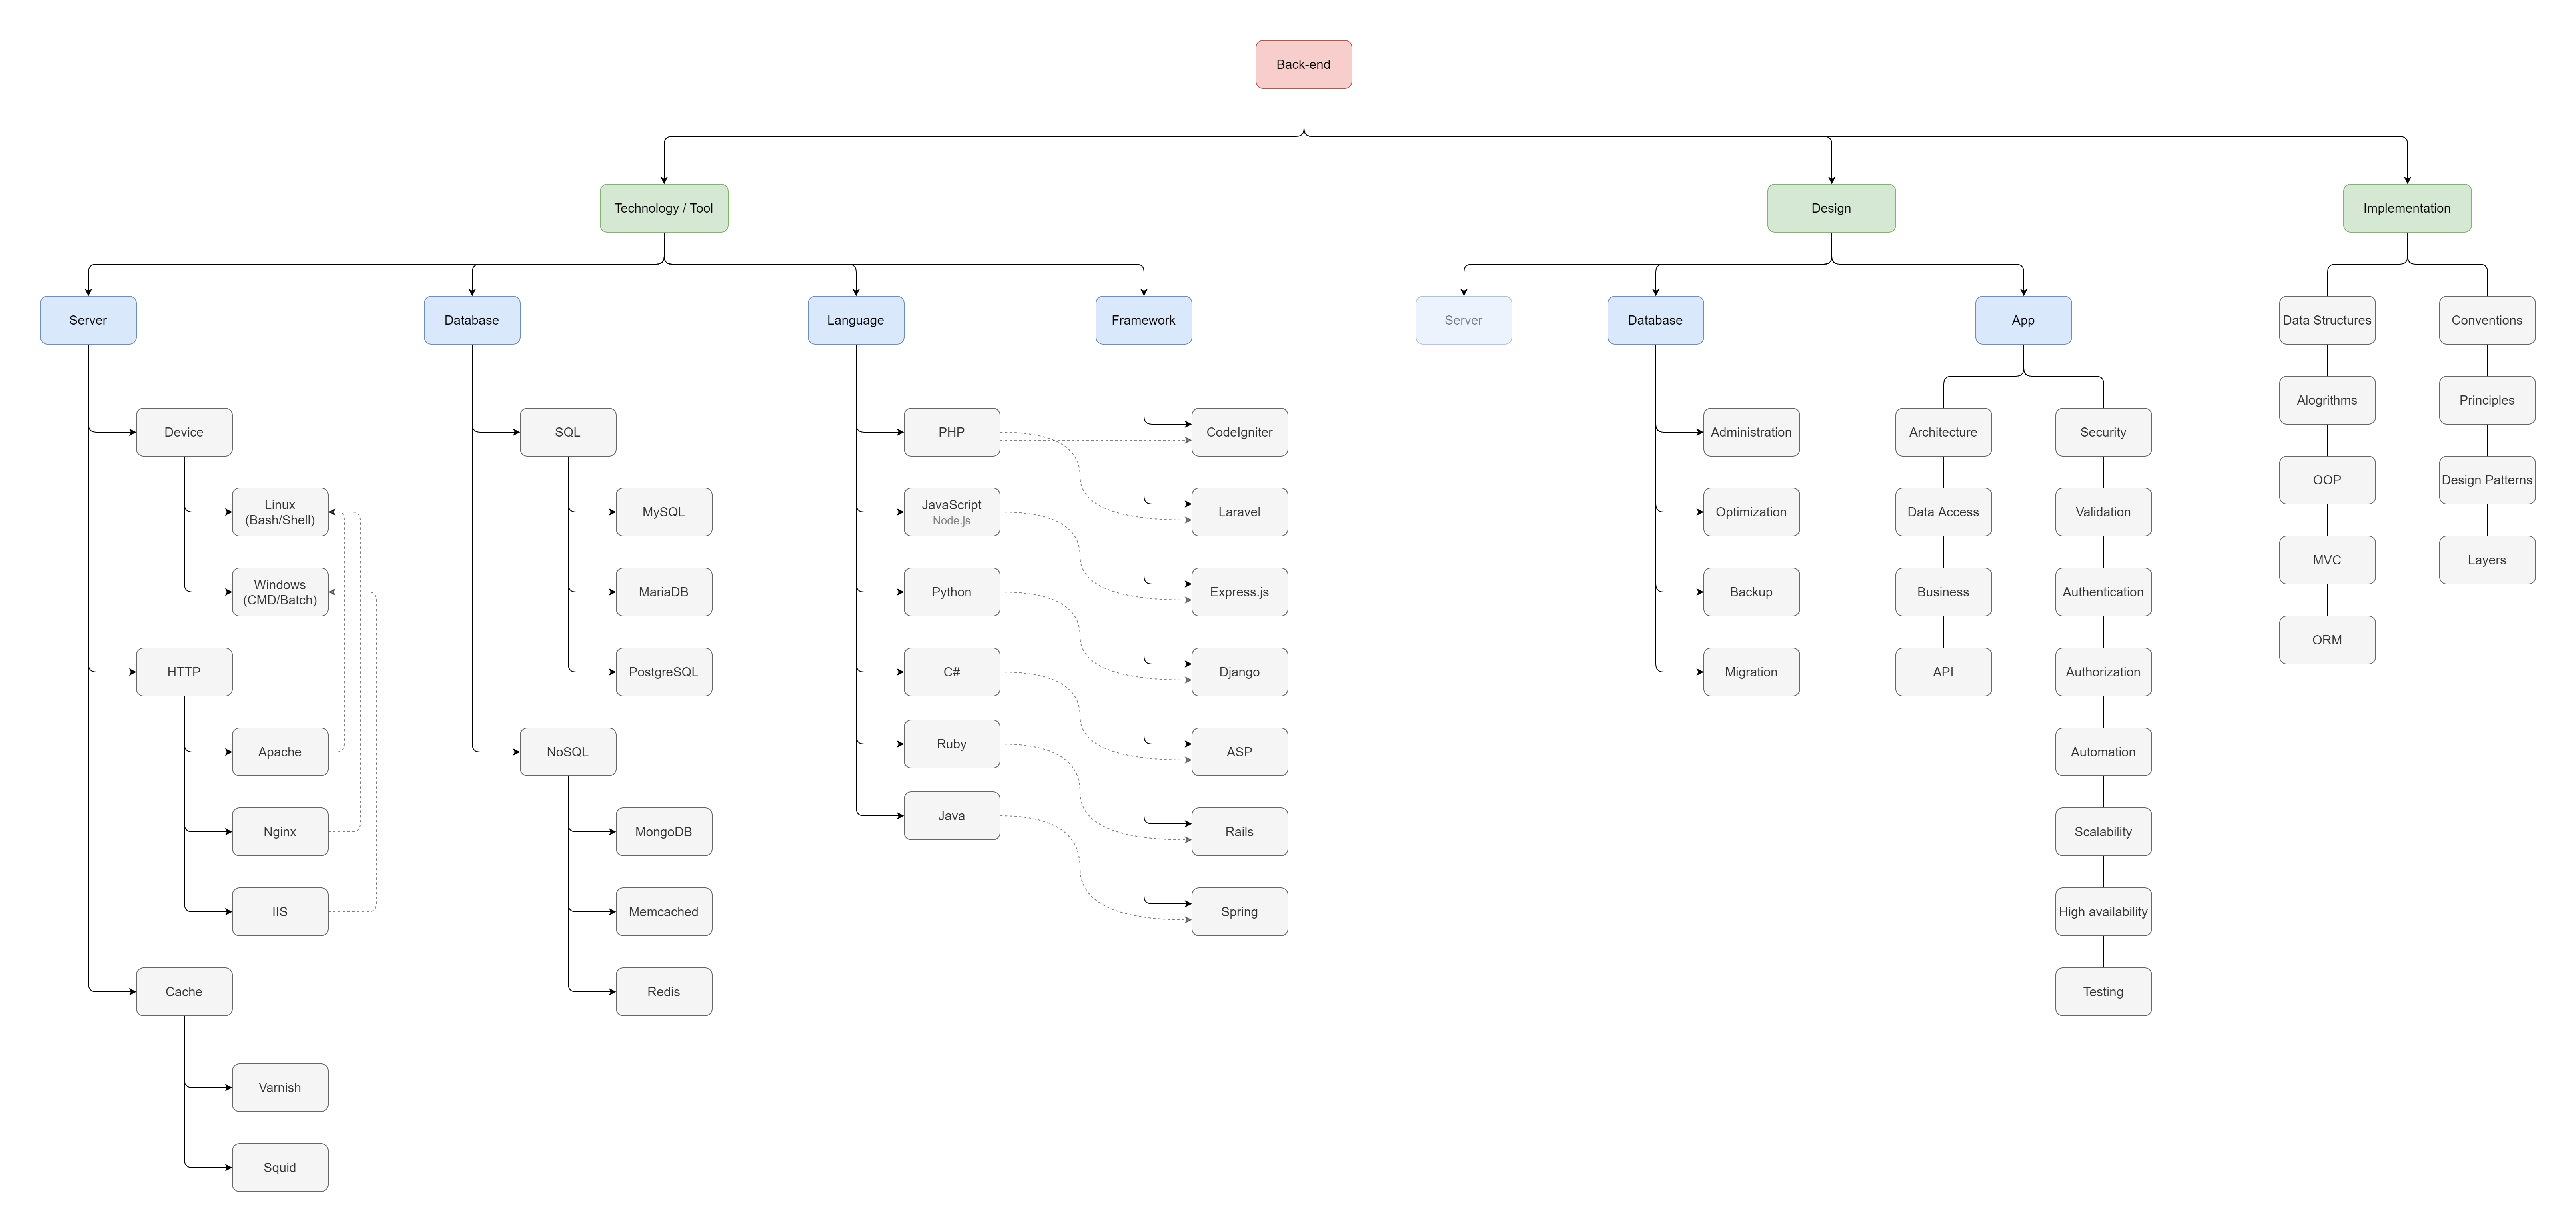 Back-end
Technology / Tool
Design
Implementation
Server
Database
Language
Framework
Server
Database
App
Data Structures
Conventions
Device
Linux
(Bash/Shell)
Windows
(CMD/Batch)
HTTP
Apache
Nginx
IIS
Cache
Varnish
Squid
SQL
MySQL
MariaDB
PostgreSQL
NoSQL
MongoDB
Memcached
Redis
PHP
JavaScript
Node.js
Python
C#
Ruby
Java
CodeIgniter
Laravel
Express.js
Django
ASP
Rails
Spring
Administration
Optimization
Backup
Migration
Architecture
Data Access
Business
API
Security
Validation
Authentication
Authorization
Automation
Scalability
High availability
Testing
Alogrithms
OOP
MVC
ORM
Principles
Design Patterns
Layers